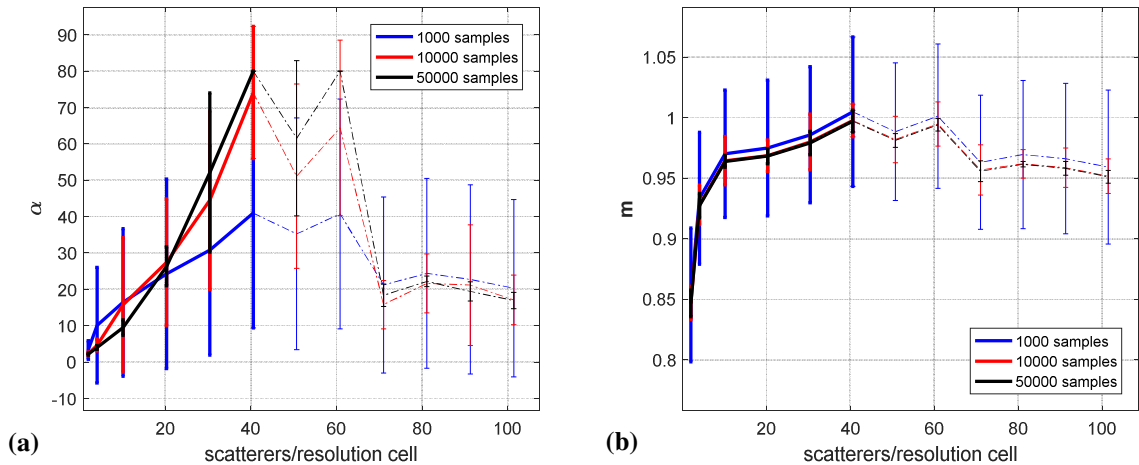 90
80
70
60
50
40
30
20
10
0
-10
α
20 40 60 80 100
scatterers/resolution cell
1000 samples
10000 samples
50000 samples
(a)
1.05
1
0.95
0.9
0.85
0.8
m
20 40 60 80 100
scatterers/resolution cell
1000 samples
10000 samples
50000 samples
(b)